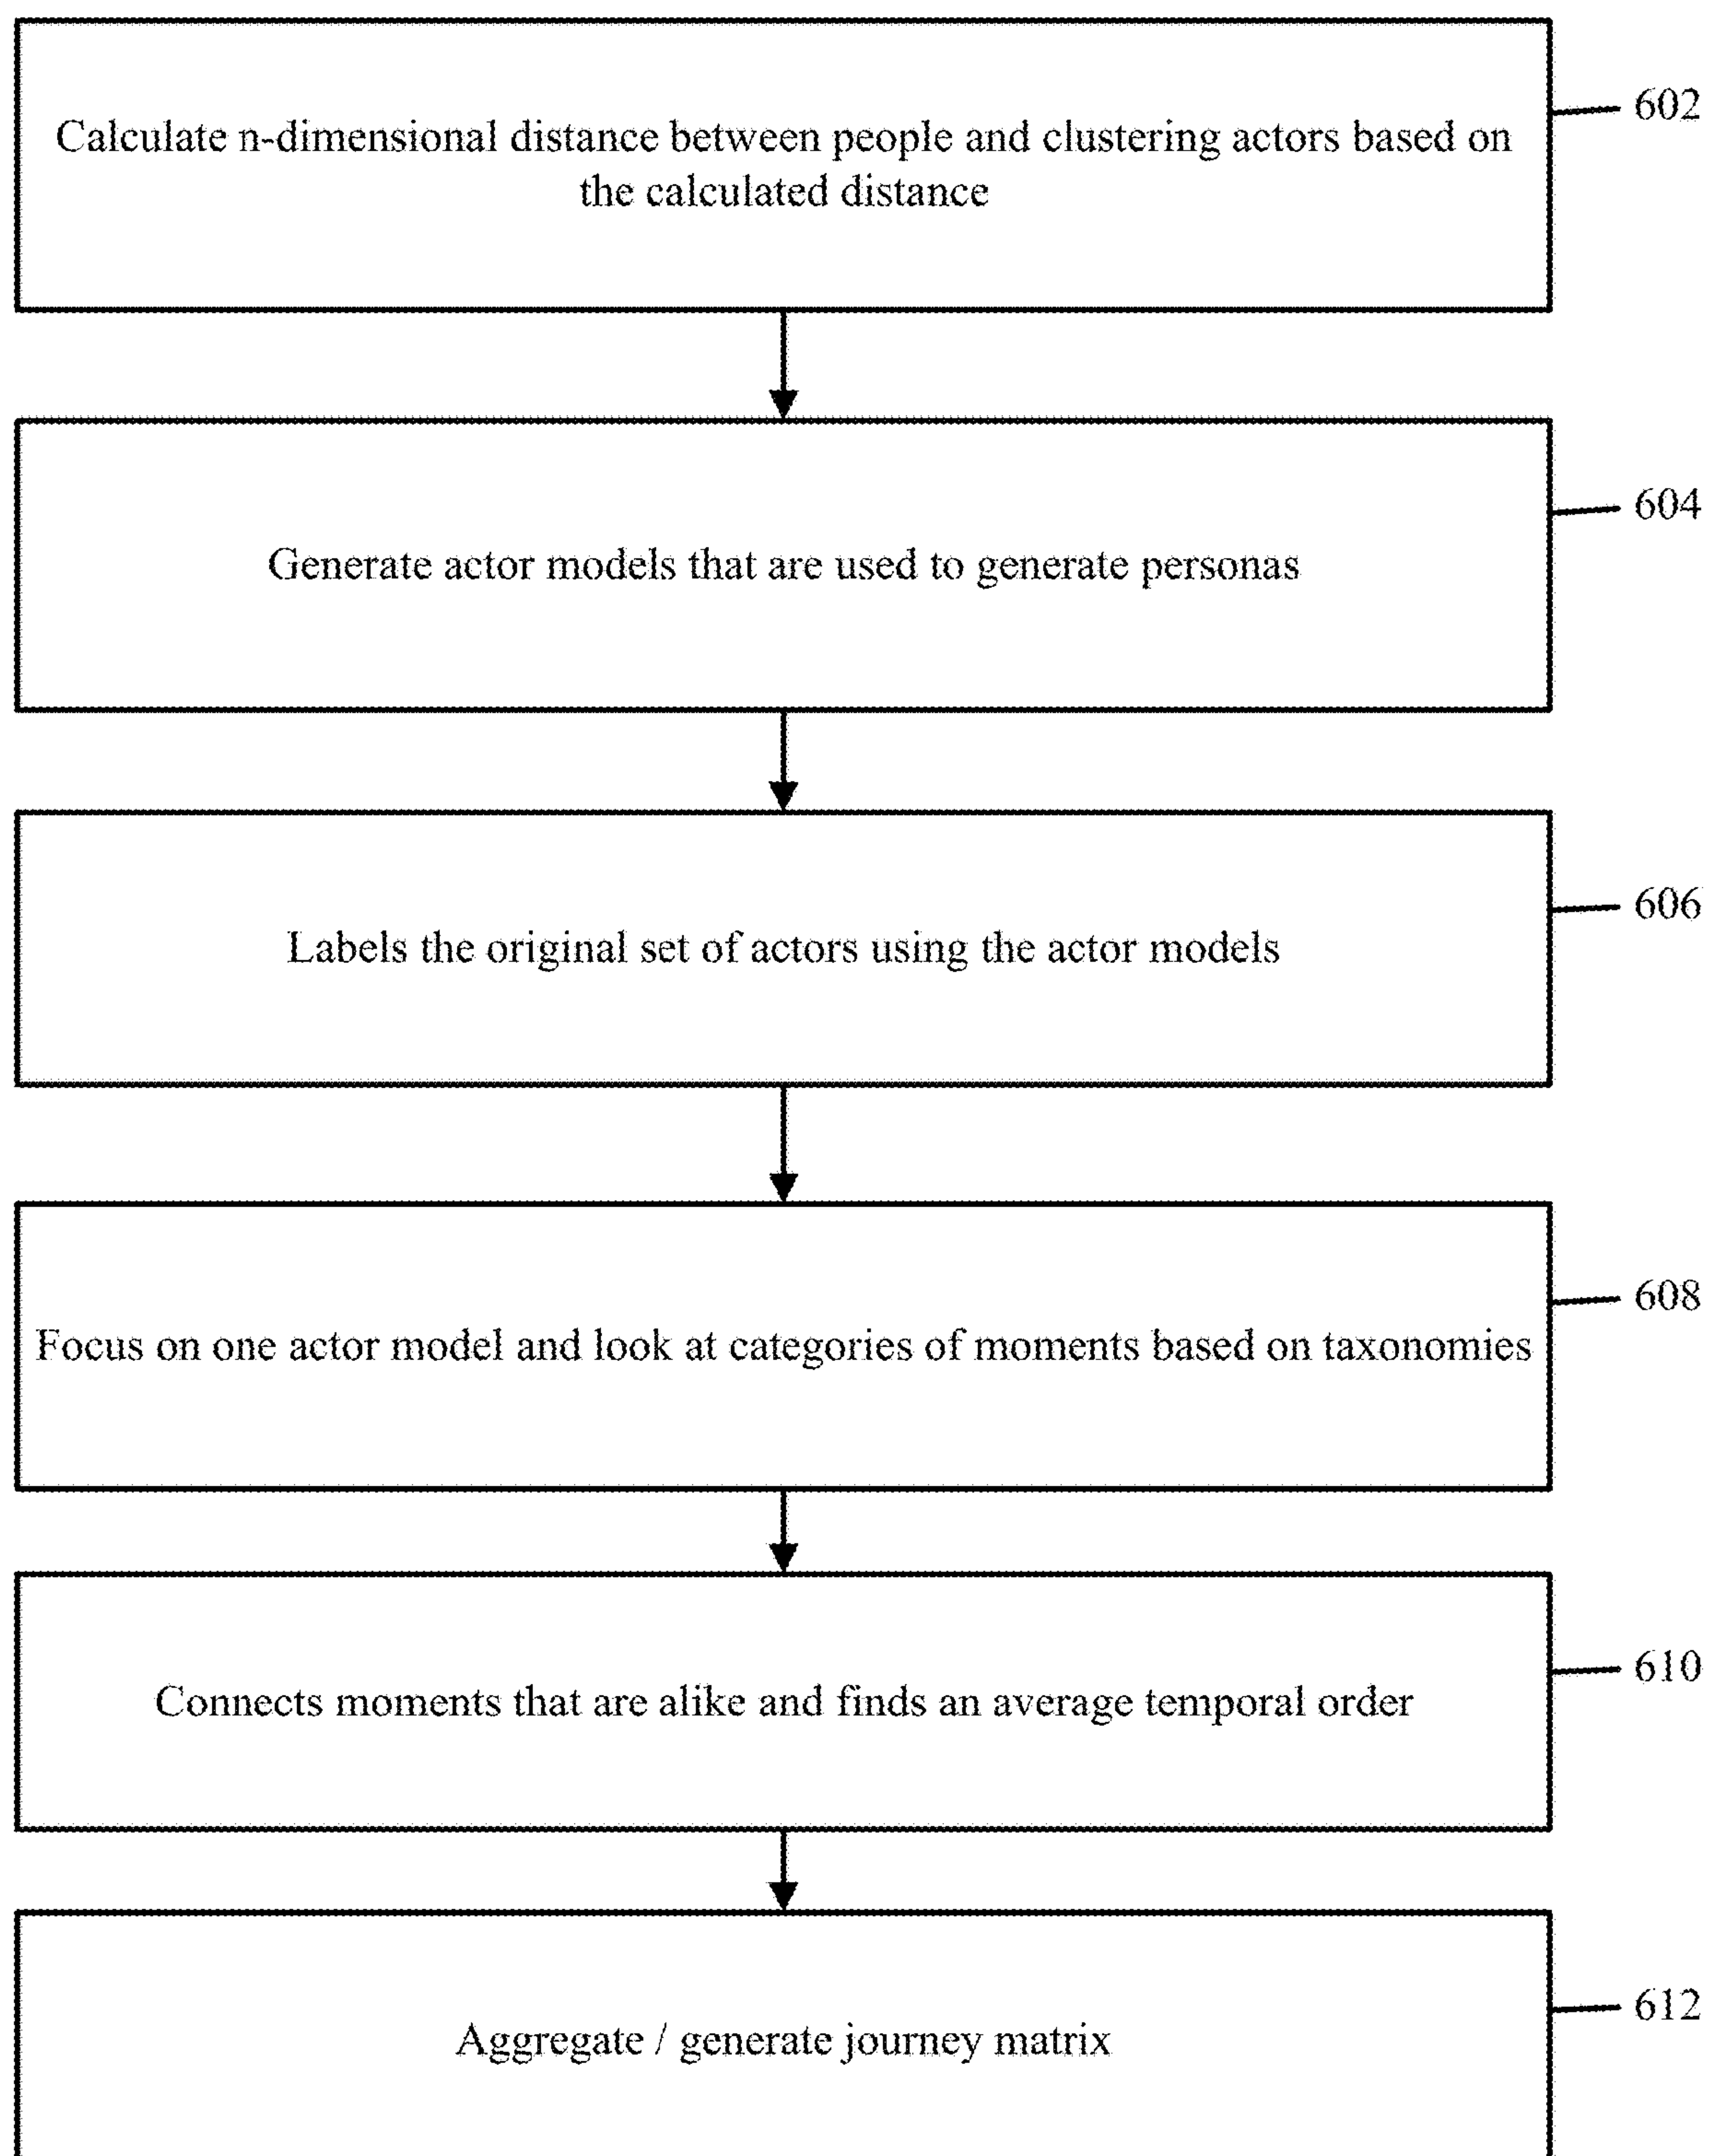 Calculate n-dimensional distance between people and clustering actors based on
the calculated distance
602
Generate actor models that are used to generate personas
604
Labels the original set of actors using the actor models
606
Focus on one actor model and look at categories of moments based on taxonomies
608
Connects moments that are alike and finds an average temporal order
610
Aggregate / generate journey matrix
612